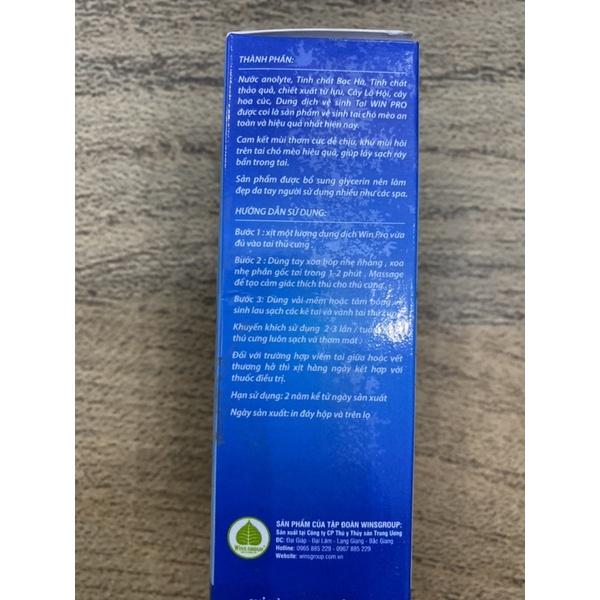 THÀNH PHẦN:
Nước anolyte, Tinh chất Bạc Hà, Tinh chất
thảo quả, chiết xuất từ lựu, Cây Lô Hội, cây
hoa cúc, Dung dịch vệ sinh Tai WIN PRO
được coi là sản phẩm vệ sinh tai chó mèo an
toàn và hiệu quả nhất hiện nay.
Cam kết mùi thơm cực dễ chịu, khử mùi hôi
trên tai chó mèo hiệu quả, giúp lấy sạch ráy
bẩn trong tai.
Sản phẩm được bổ sung glycerin nên làm
đẹp da tay người sử dụng nhiều như các spa.
HƯỚNG DẪN SỬ DỤNG:
Bước 1 : xịt một lượng dung dịch Win Pro vừa
đủ vào tai thú cưng .
Bước 2 : Dùng tay xoa bóp nhẹ nhàng , xoa
nhẹ phần gốc tai trong 1-2 phút . Massage
để tạo cảm giác thích thú cho thú cưng .
Bước 3: Dùng vải mềm hoặc tăm bông vệ
sinh lau sạch các kẽ tai và vành tai thú cưng
Khuyến khích sử dụng 2-3 lần / tuần
thú cưng luôn sạch và thơm mát .
Đối với trường hợp viêm tai giữa hoặc vết
thương hở thì xịt hàng ngày kết hợp với
thuốc điều trị.
Hạn sử dụng: 2 năm kể từ ngày sản xuất
Ngày sản xuất: in đáy hộp và trên lọ
WINS GROUP
SẢN PHẨM CỦA TẬP ĐOÀN WINSGROUP:
Sản xuất tại Công ty CP Thú y Thủy sản Trung Ương
ĐC: Đại Giáp - Đại Lâm - Lạng Giang - Bắc Giang
Hotline: 0965 885 229 - 0967 885 229
Website: winsgroup.com.vn